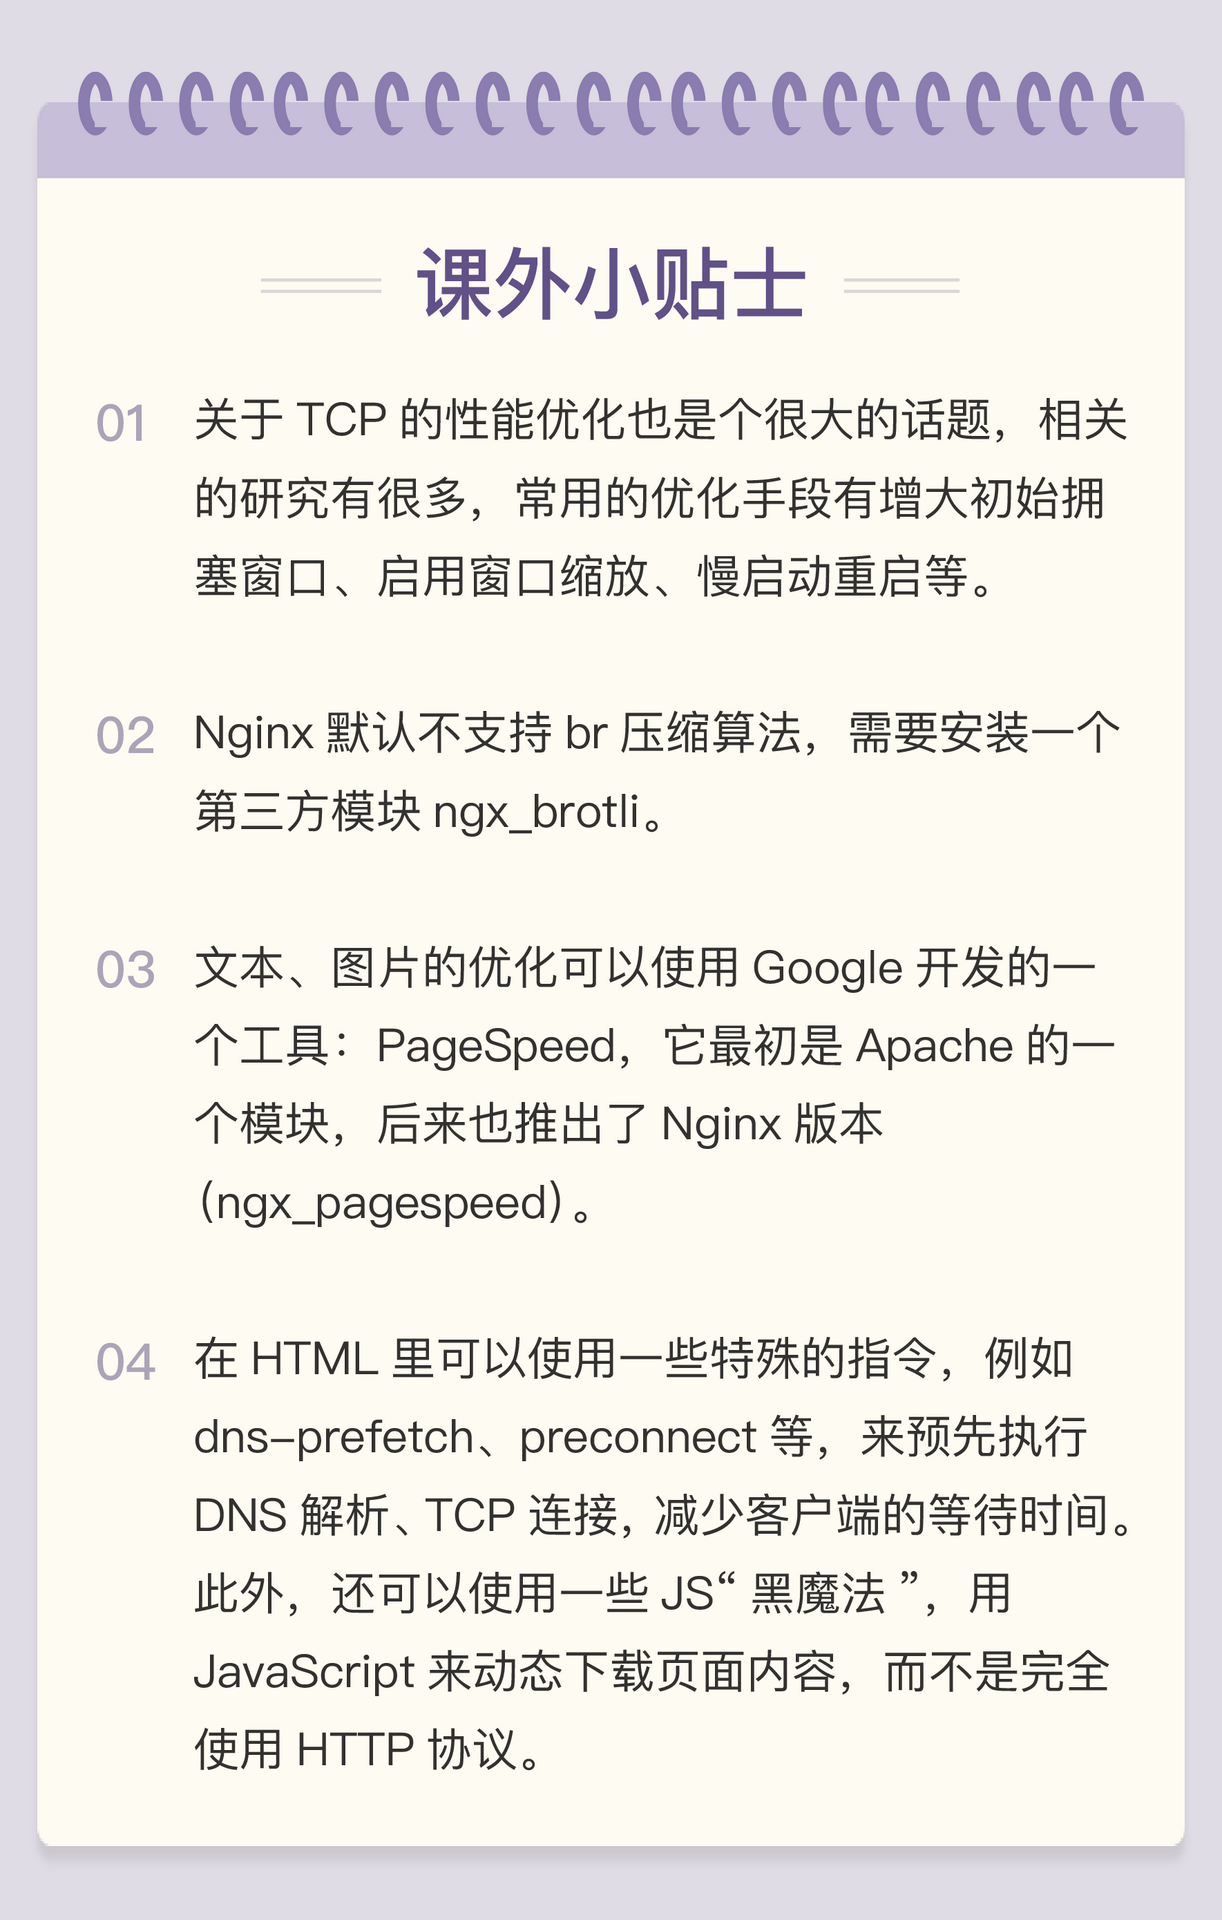 课外小贴士
01 关于 TCP 的性能优化也是个很大的话题，相关
的研究有很多，常用的优化手段有增大初始拥
塞窗口、启用窗口缩放、慢启动重启等。
02 Nginx 默认不支持 br 压缩算法，需要安装一个
第三方模块 ngx_brotli。
03 文本、图片的优化可以使用 Google 开发的一
个工具：PageSpeed，它最初是 Apache 的一
个模块，后来也推出了 Nginx 版本
(ngx_pagespeed)。
04 在 HTML 里可以使用一些特殊的指令，例如
dns-prefetch、preconnect 等，来预先执行
DNS 解析、TCP 连接，减少客户端的等待时间。
此外，还可以使用一些 JS“ 黑魔法 ”，用
JavaScript 来动态下载页面内容，而不是完全
使用 HTTP 协议。